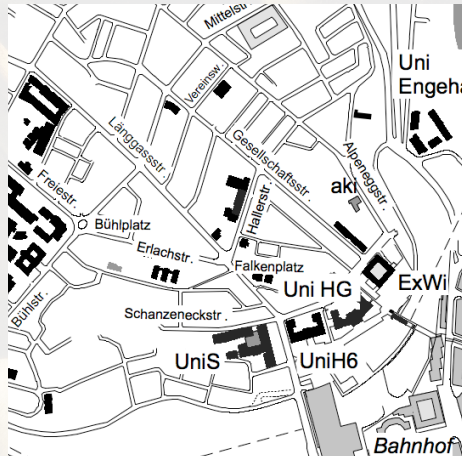 Mittelstr
Uni
Engeha
Vereinsw.
Länggassstr.
Gesellschaftsstr.
Alpeneggstr.
aki
Freiestr.
Hallerstr.
Bühlplatz
Erlachstr.
Falkenplatz
Uni HG
ExWi
Bühlstr.
Schanzeneckstr.
UniS
UniH6
Bahnhof